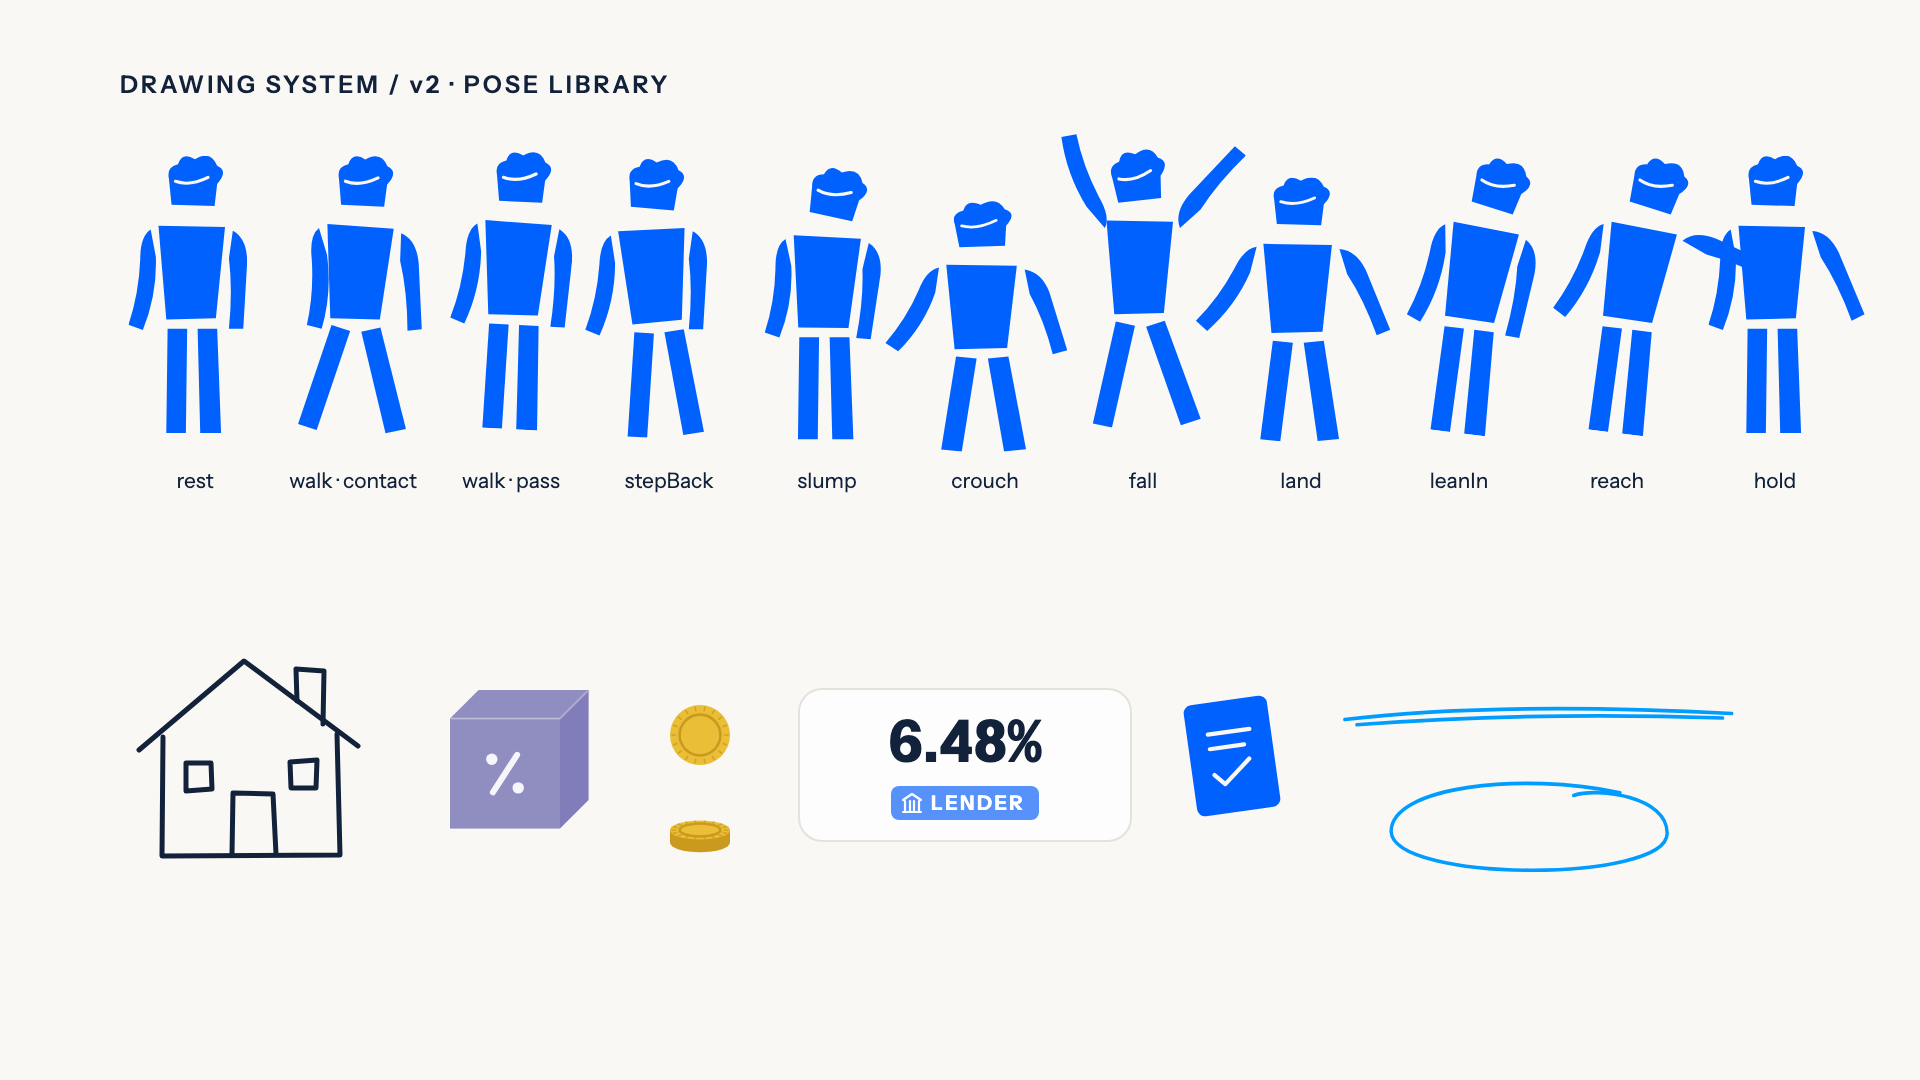 DRAWING SYSTEM / v2 · POSE LIBRARY
rest walk·contact walk·pass stepBack slump crouch fall land leanIn reach hold
%
6.48%
LENDER